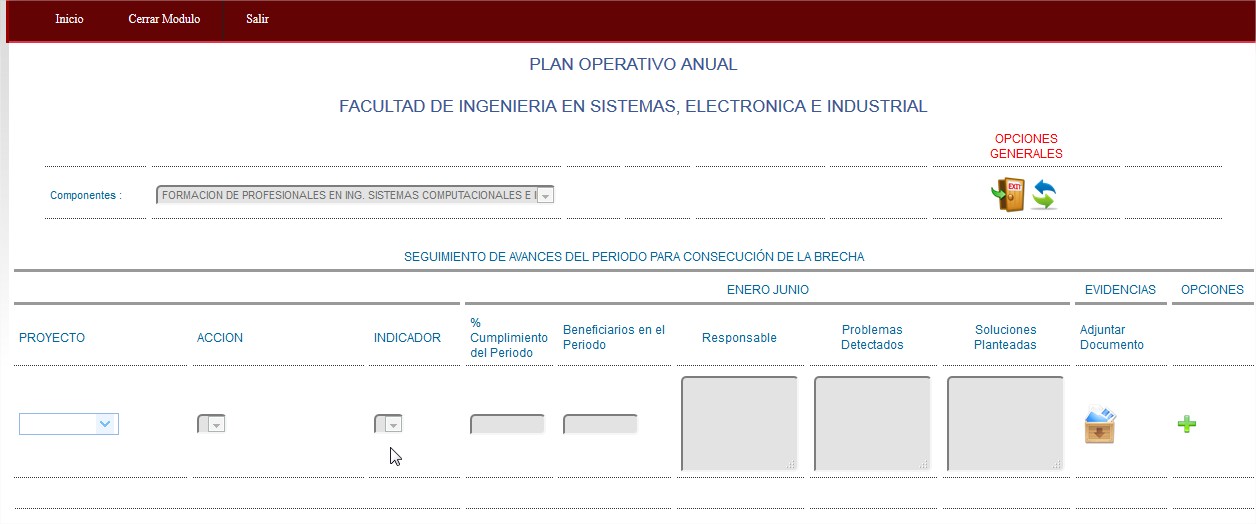 Inicio Cerrar Modulo Salir
PLAN OPERATIVO ANUAL
FACULTAD DE INGENIERIA EN SISTEMAS, ELECTRONICA E INDUSTRIAL
OPCIONES
GENERALES
Componentes : FORMACION DE PROFESIONALES EN ING. SISTEMAS COMPUTACIONALES E I
EXIT
SEGUIMIENTO DE AVANCES DEL PERIODO PARA CONSECUCIÓN DE LA BRECHA
ENERO JUNIO EVIDENCIAS OPCIONES
PROYECTO
ACCION
INDICADOR
%
Cumplimiento
del Periodo
Beneficiarios en el
Periodo
Responsable
Problemas
Detectados
Soluciones
Planteadas
Adjuntar
Documento